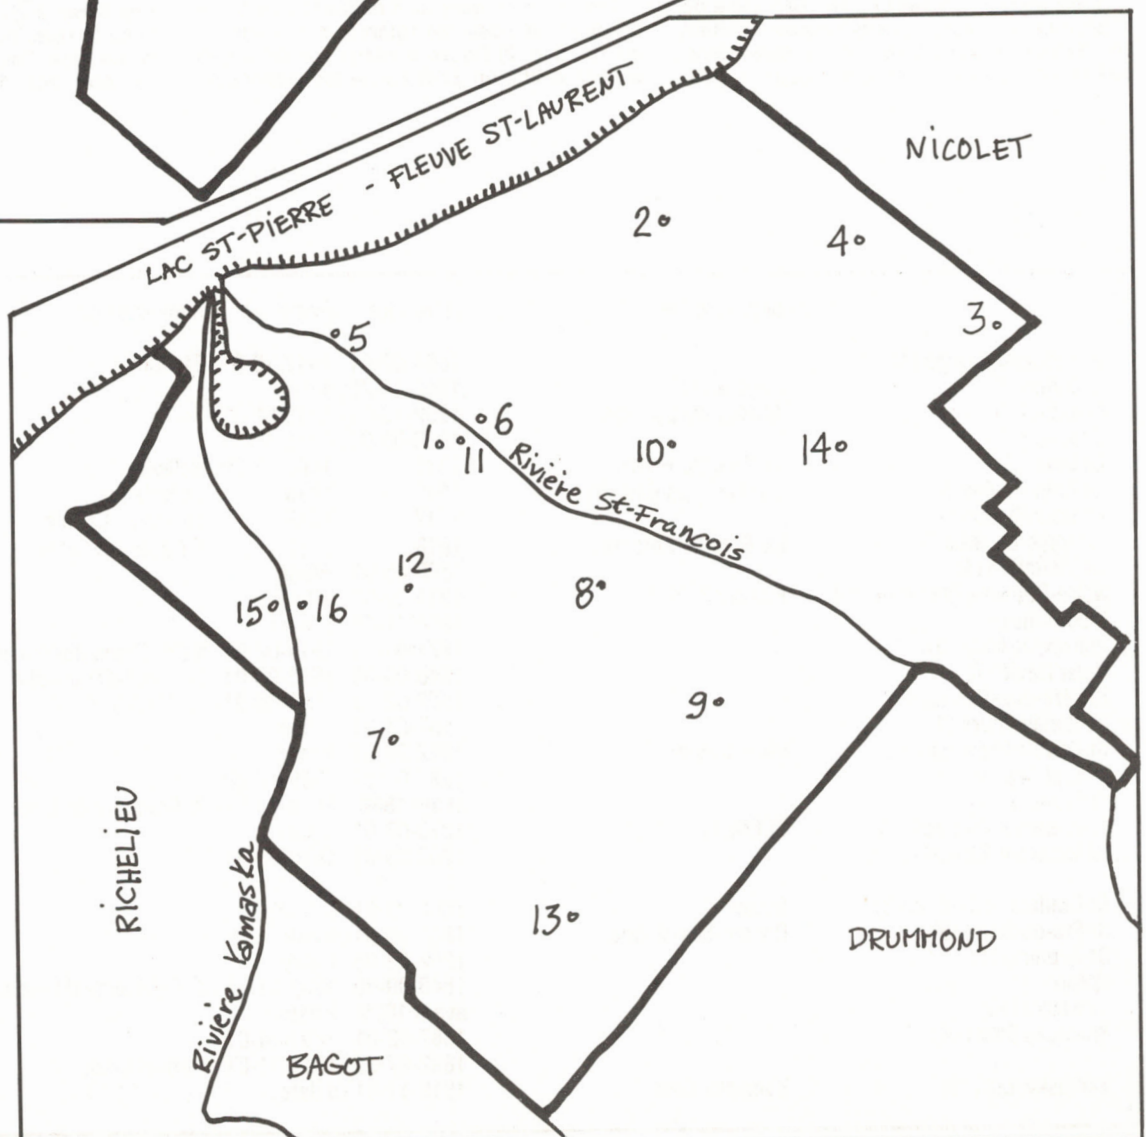 LAC ST-PIERRE - FLEUVE ST-LAURENT
NICOLET
2
4
3
5
6
1
11
Rivière St-Francois
10
14
12
8
15
16
9
7
RICHELIEU
Rivière Yamaska
13
DRUMMOND
BAGOT